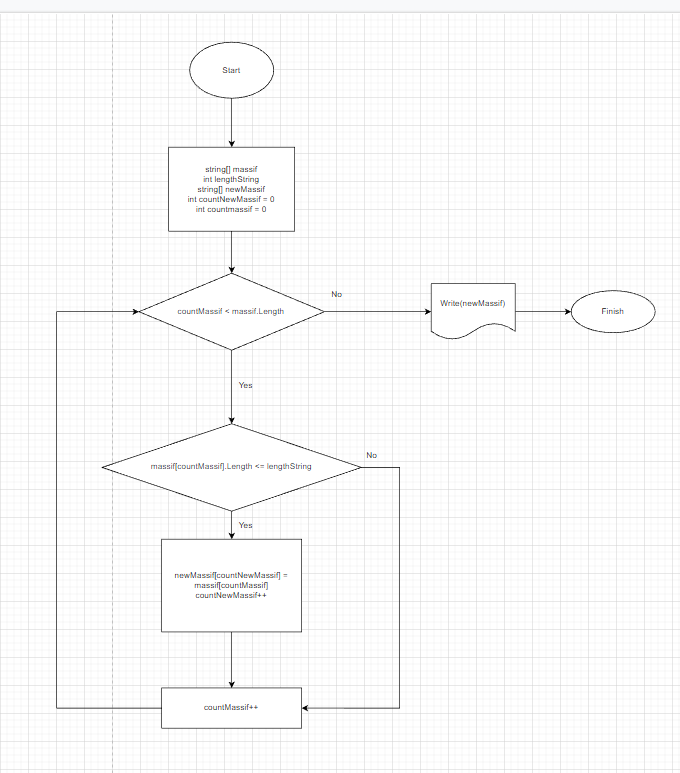 Start
string[] massif
int lengthString
string[] newMassif
int countNewMassif = 0
int countmassif = 0
countMassif < massif.Length
No
Write(newMassif)
Finish
Yes
massif[countMassif].Length <= lengthString
No
Yes
newMassif[countNewMassif] =
massif[countMassif]
countNewMassif++
countMassif++